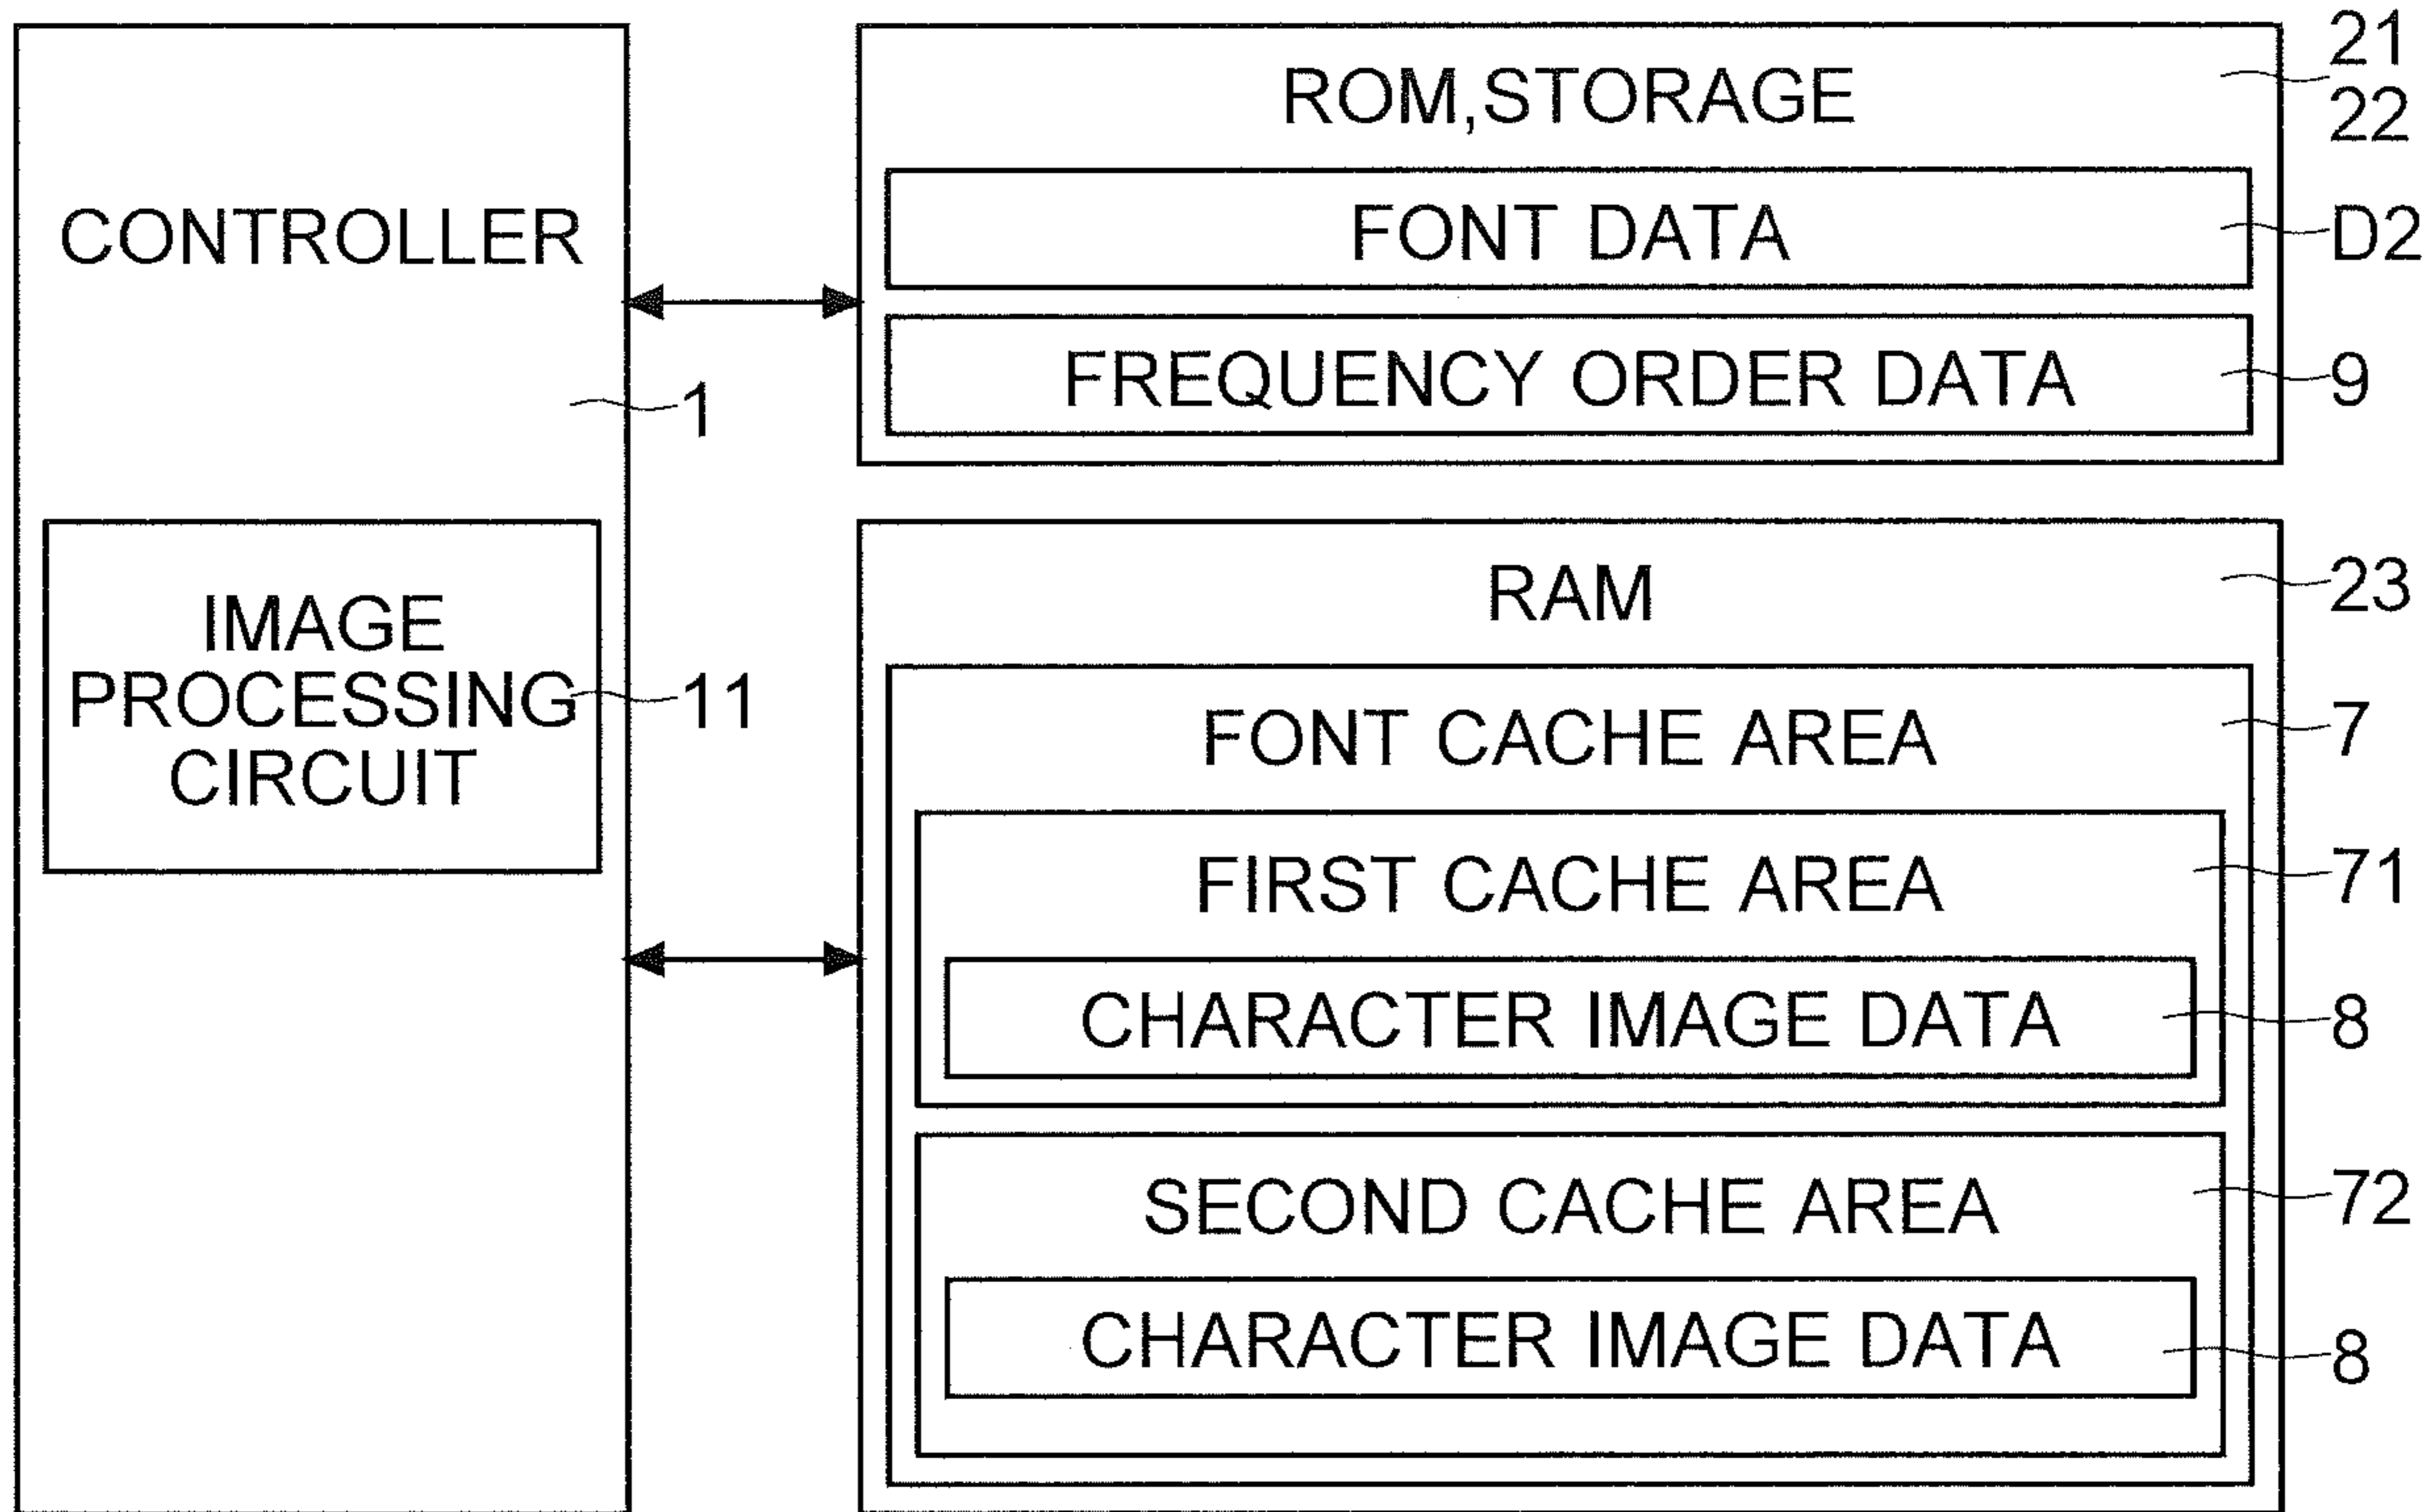 CONTROLLER
1
IMAGE
PROCESSING
CIRCUIT
11
ROM,STORAGE
21
22
FONT DATA
D2
FREQUENCY ORDER DATA
9
RAM
23
FONT CACHE AREA
7
FIRST CACHE AREA
71
CHARACTER IMAGE DATA
8
SECOND CACHE AREA
72
CHARACTER IMAGE DATA
8